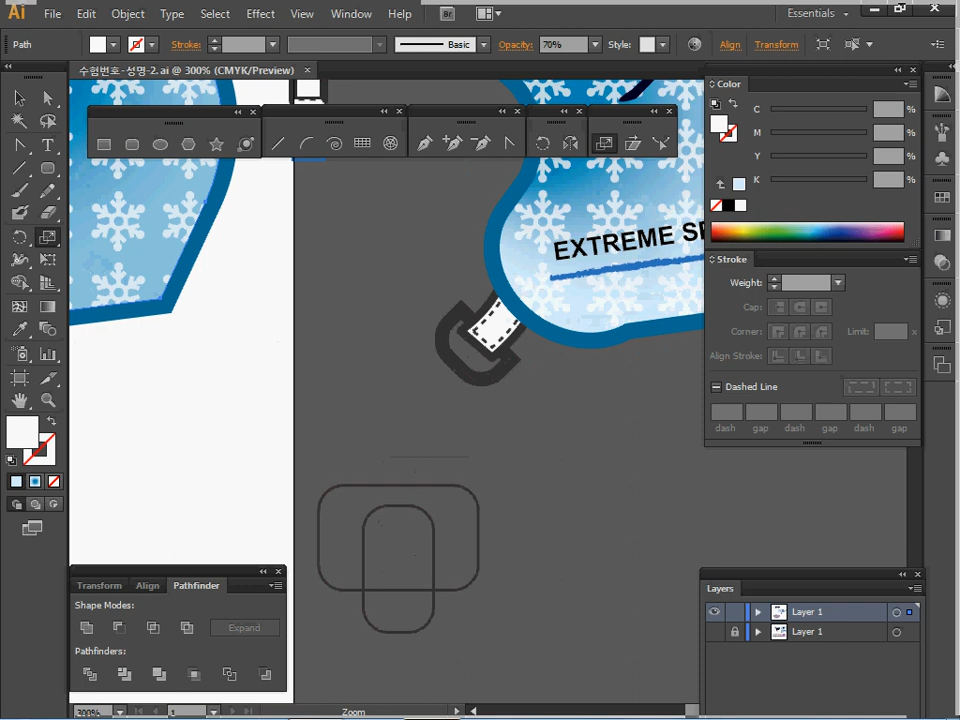 Ai File Edit Object Type Select Effect View Window Help Br Essentials
Path Stroke: Basic Opacity: 70% Style: Align Transform
수험번호-성명-2.ai @ 300% (CMYK/Preview) ×
Color
C %
M %
Y %
K %
Stroke
Weight:
Cap:
Corner: Limit: x
Align Stroke:
Dashed Line
dash gap dash gap dash gap
EXTREME SP
Transform Align Pathfinder
Shape Modes:
Expand
Pathfinders:
Layers
Layer 1
Layer 1
300% 1 Zoom